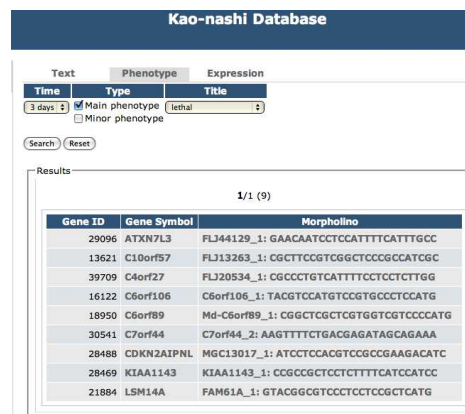 Kao-nashi Database
Text Phenotype Expression
Time Type Title
3 days Main phenotype lethal
Minor phenotype
Search Reset
Results
1/1 (9)
Gene ID Gene Symbol Morpholino
29096 ATXN7L3 FLJ44129_1: GAACAATCCTCCATTTTCATTTGCC
13621 C10orf57 FLJ13263_1: CGCTTCCGTCGGCTCCCGCCATCGC
39709 C4orf27 FLJ20534_1: CGCCCTGTCATTTTCCTCCTCTTGG
16122 C6orf106 C6orf106_1: TACGTCCATGTCCGTGCCCTCCATG
18950 C6orf89 Md-C6orf89_1: CGGCTCGCTCGTGGTCGTCCCCATG
30541 C7orf44 C7orf44_2: AAGTTTTCTGACGAGATAGCAGAAA
28488 CDKN2AIPNL MGC13017_1: ATCCTCCACGTCCGCCGAAGACATC
28469 KIAA1143 KIAA1143_1: CCGCCGCTCCTCTTTTCATCCATCC
21884 LSM14A FAM61A_1: GTACGGCGTCCCTCCTCCGCTCATG